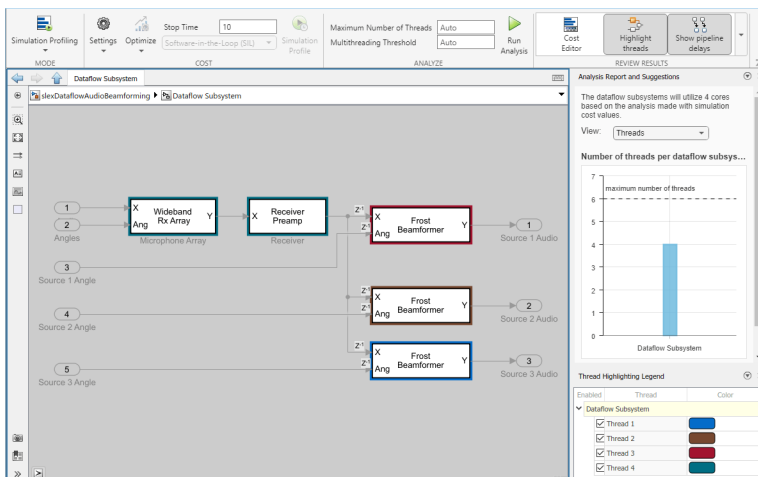 Simulation Profiling
MODE
Settings
Optimize
Stop Time
10
Software-in-the-Loop (SIL)
Simulation
Profile
COST
Maximum Number of Threads
Auto
Multithreading Threshold
Auto
Run
Analysis
ANALYZE
Cost
Editor
Highlight
threads
Show pipeline
delays
REVIEW RESULTS
Dataflow Subsystem
slexDataflowAudioBeamforming
Dataflow Subsystem
1
2
Angles
X
Ang
Wideband
Rx Array
Y
Microphone Array
X
Receiver
Preamp
Receiver
Z-1
Z-1
X
Ang
Frost
Beamformer
Y
1
Source 1 Audio
3
Source 1 Angle
Z-1
Z-1
X
Ang
Frost
Beamformer
Y
2
Source 2 Audio
4
Source 2 Angle
Z-1
Z-1
X
Ang
Frost
Beamformer
Y
3
Source 3 Audio
5
Source 3 Angle
Analysis Report and Suggestions
The dataflow subsystems will utilize 4 cores
based on the analysis made with simulation
cost values.
View:
Threads
Number of threads per dataflow subsys...
7
maximum number of threads
6
5
4
3
2
1
0
Dataflow Subsystem
Thread Highlighting Legend
Enabled Thread Color
Dataflow Subsystem
Thread 1
Thread 2
Thread 3
Thread 4